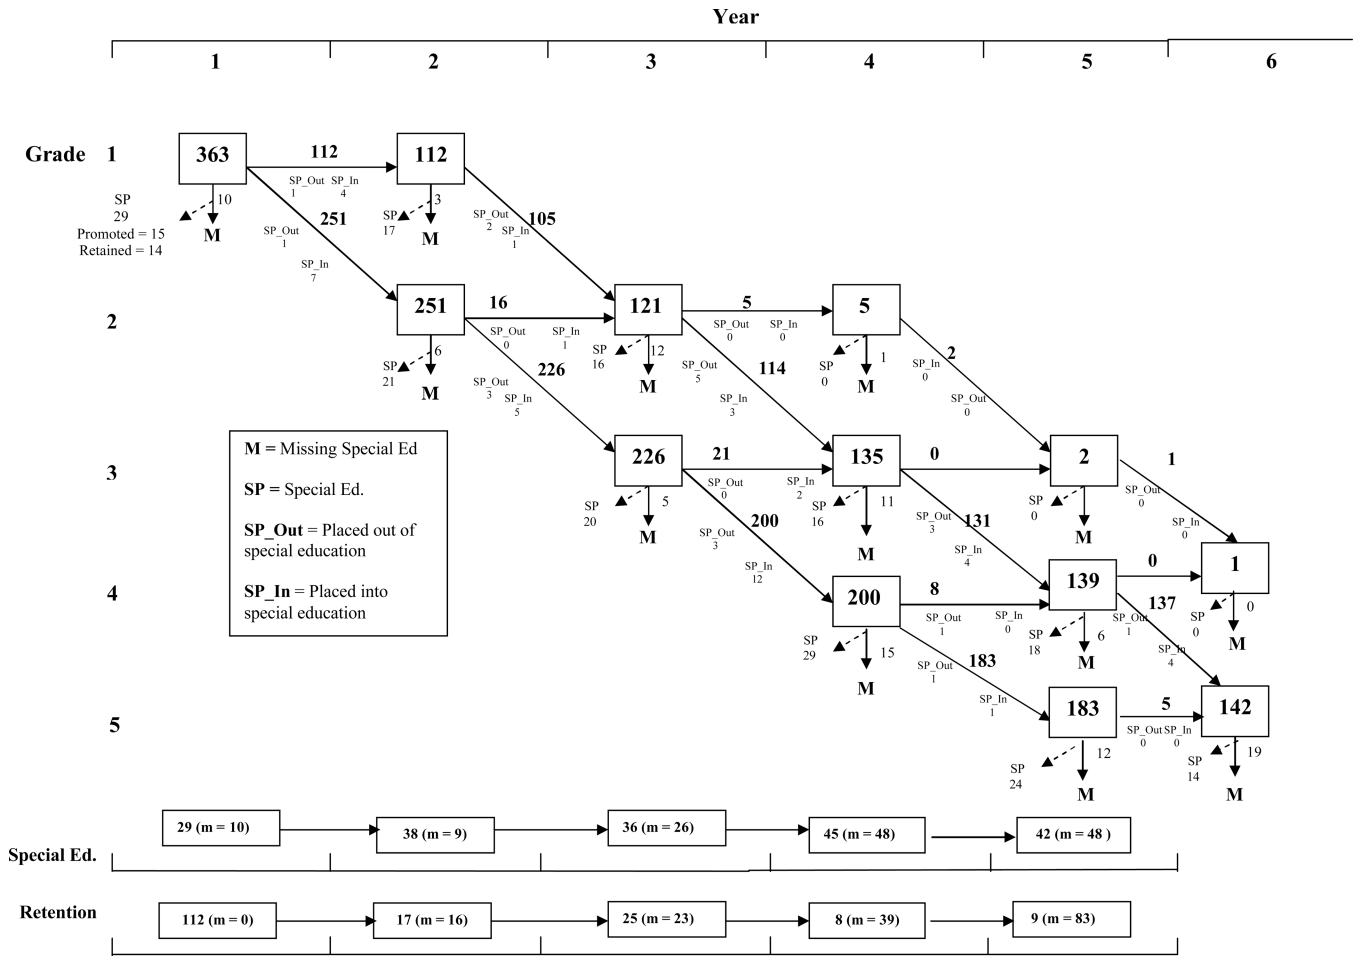 Year
1 2 3 4 5 6
Grade 1
363
112
112
SP_Out 1
SP_In 4
SP
29
Promoted = 15
Retained = 14
10
M
251
SP_Out 1
SP_In 7
SP
17
3
M
105
SP_Out 2
SP_In 1
2
251
16
SP_Out 0
SP_In 1
121
5
SP_Out 0
SP_In 0
5
SP
21
6
M
226
SP_Out 3
SP_In 5
SP
16
12
M
114
SP_Out 5
SP_In 3
SP
0
1
M
2
SP_In 0
SP_Out 0
M = Missing Special Ed
SP = Special Ed.
SP_Out = Placed out of
special education
SP_In = Placed into
special education
3
226
21
SP_Out 0
SP_In 2
135
0
2
1
SP_Out 0
SP_In 0
SP
20
5
M
200
SP_Out 3
SP_In 12
SP
16
11
M
131
SP_Out 3
SP_In 4
SP
0
M
4
200
8
SP_Out 1
SP_In 0
139
0
1
SP
29
15
M
183
SP_Out 1
SP_In 1
SP
18
6
M
137
SP_Out 1
SP_In 4
SP
0
0
M
5
183
5
SP_Out 0
SP_In 0
142
SP
24
12
M
SP
14
19
M
Special Ed.
29 (m = 10)
38 (m = 9)
36 (m = 26)
45 (m = 48)
42 (m = 48 )
Retention
112 (m = 0)
17 (m = 16)
25 (m = 23)
8 (m = 39)
9 (m = 83)